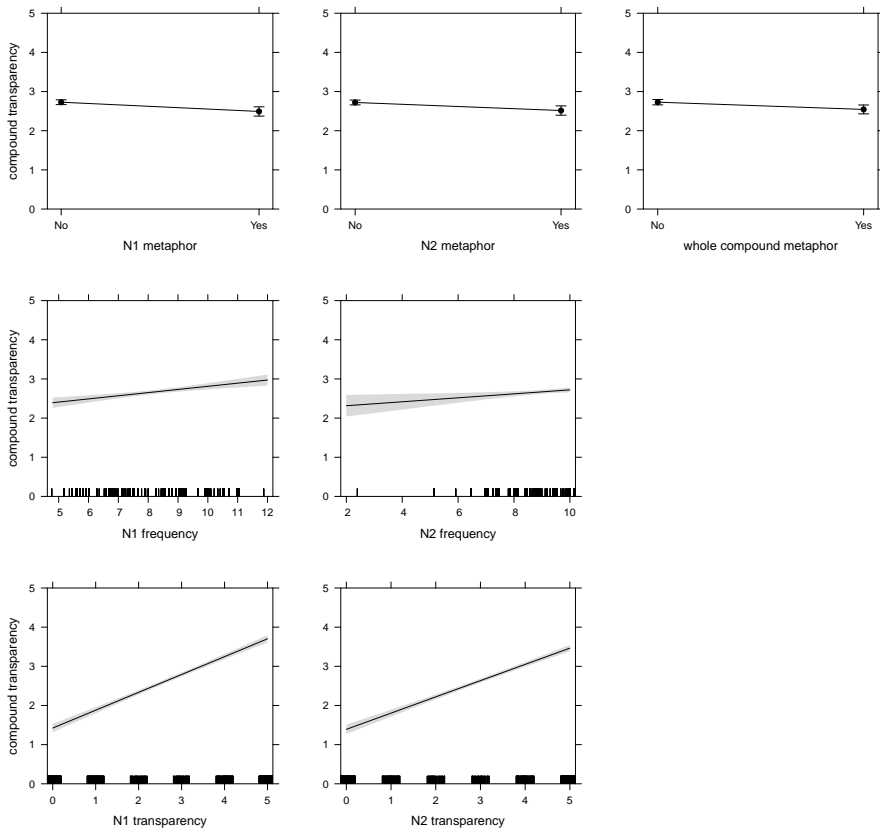 5 5 5
4 4 4
compound transparency
3 3 3
2 2 2
1 1 1
0 0 0
No Yes No Yes No Yes
N1 metaphor N2 metaphor whole compound metaphor
5 5
4 4
compound transparency
3 3
2 2
1 1
0 0
5 6 7 8 9 10 11 12 2 4 6 8 10
N1 frequency N2 frequency
5 5
4 4
compound transparency
3 3
2 2
1 1
0 0
0 1 2 3 4 5 0 1 2 3 4 5
N1 transparency N2 transparency